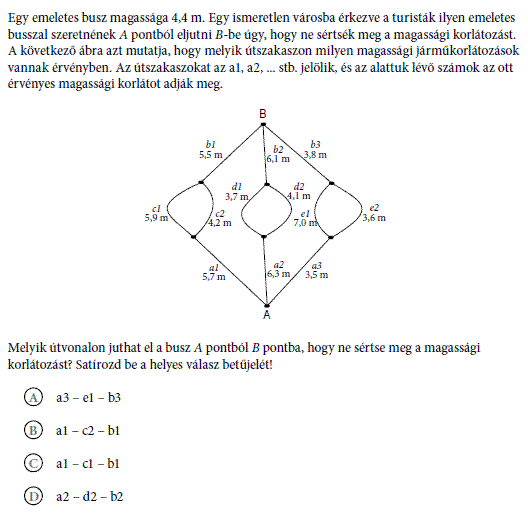 Egy emeletes busz magassága 4,4 m. Egy ismeretlen városba érkezve a turisták ilyen emeletes
busszal szeretnének A pontból eljutni B-be úgy, hogy ne sértsék meg a magassági korlátozást.
A következő ábra azt mutatja, hogy melyik útszakaszon milyen magassági járműkorlátozások
vannak érvényben. Az útszakaszokat az a1, a2, ... stb. jelölik, és az alattuk lévő számok az ott
érvényes magassági korlátot adják meg.
B
b1
5,5 m
b2
6,1 m
b3
3,8 m
d1
3,7 m
d2
4,1 m
c1
5,9 m
c2
4,2 m
e1
7,0 m
e2
3,6 m
a1
5,7 m
a2
6,3 m
a3
3,5 m
A
Melyik útvonalon juthat el a busz A pontból B pontba, hogy ne sértse meg a magassági
korlátozást? Satírozd be a helyes válasz betűjelét!
A a3 – e1 – b3
B a1 – c2 – b1
C a1 – c1 – b1
D a2 – d2 – b2